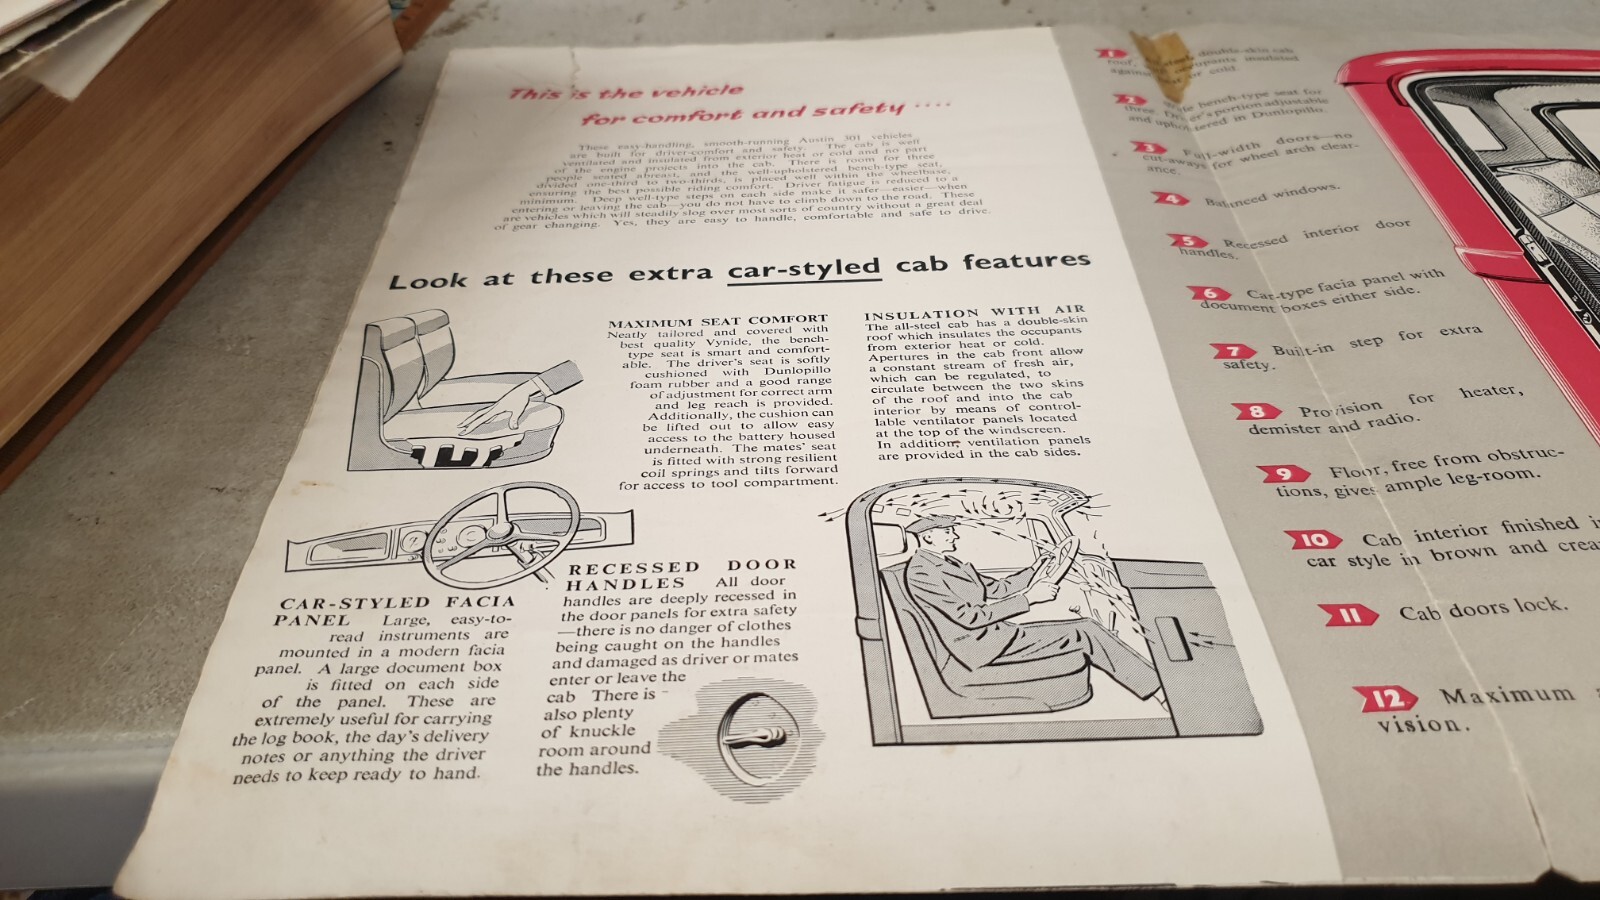 This is the vehicle
for comfort and safety ....
These easy-handling, smooth-running Austin 301 vehicles
are built for driver-comfort and safety. The cab is well
ventilated and insulated from exterior heat or cold and no part
of the engine projects into the cab. There is room for three
people seated abreast, and the well-upholstered bench-type seat,
divided one-third to two-thirds, is placed well within the wheelbase,
ensuring the best possible riding comfort. Driver fatigue is reduced to a
minimum. Deep well-type steps on each side make it safer—easier—when
entering or leaving the cab—you do not have to climb down to the road. These
are vehicles which will steadily slog over most sorts of country without a great deal
of gear changing. Yes, they are easy to handle, comfortable and safe to drive.
Look at these extra car-styled cab features
MAXIMUM SEAT COMFORT
Neatly tailored and covered with
best quality Vynide, the bench-
type seat is smart and comfort-
able. The driver's seat is softly
cushioned with Dunlopillo
foam rubber and a good range
of adjustment for correct arm
and leg reach is provided.
Additionally, the cushion can
be lifted out to allow easy
access to the battery housed
underneath. The mates' seat
is fitted with strong resilient
coil springs and tilts forward
for access to tool compartment.
INSULATION WITH AIR
The all-steel cab has a double-skin
roof which insulates the occupants
from exterior heat or cold.
Apertures in the cab front allow
a constant stream of fresh air,
which can be regulated, to
circulate between the two skins
of the roof and into the cab
interior by means of control-
lable ventilator panels located
at the top of the windscreen.
In addition, ventilation panels
are provided in the cab sides.
CAR-STYLED FACIA
PANEL Large, easy-to-
read instruments are
mounted in a modern facia
panel. A large document box
is fitted on each side
of the panel. These are
extremely useful for carrying
the log book, the day's delivery
notes or anything the driver
needs to keep ready to hand.
RECESSED DOOR
HANDLES All door
handles are deeply recessed in
the door panels for extra safety
—there is no danger of clothes
being caught on the handles
and damaged as driver or mates
enter or leave the
cab There is
also plenty
of knuckle
room around
the handles.
1 double-skin cab
roof, occupants insulated
against or cold.
2 bench-type seat for
three. Driver's portion adjustable
and upholstered in Dunlopillo.
3 Full-width doors—no
cut-aways for wheel arch clear-
ance.
4 Balanced windows.
5 Recessed interior door
handles.
6 Car-type facia panel with
document boxes either side.
7 Built-in step for extra
safety.
8 Provision for heater,
demister and radio.
9 Floor, free from obstruc-
tions, gives ample leg-room.
10 Cab interior finished
car style in brown and
11 Cab doors lock.
12 Maximum
vision.